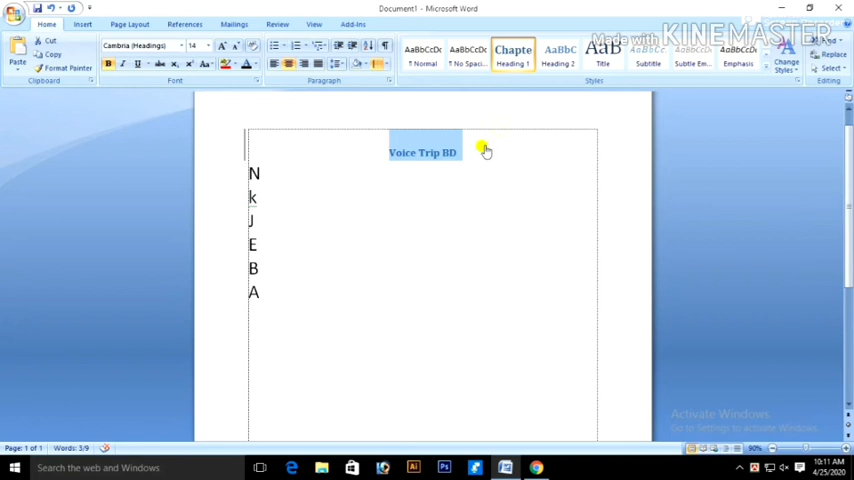 Document1 - Microsoft Word
Home Insert Page Layout References Mailings Review View Add-Ins
Made with KINEMASTER
Cut
Copy
Format Painter
Paste
Clipboard
Cambria (Headings) 14
Font
Paragraph
AaBbCcDc AaBbCcDc Chapte AaBbC AaB AaBbCcDc AaBbCcDc AaBbCcDc
¶ Normal ¶ No Spaci... Heading 1 Heading 2 Title Subtitle Subtle Em... Emphasis
Change
Styles
Styles
Replace
Select
Editing
Voice Trip BD
N
k
J
E
B
A
Activate Windows
Go to Settings to activate Windows.
Page: 1 of 1 Words: 3/9
90%
Search the web and Windows
10:11 AM
4/25/2020